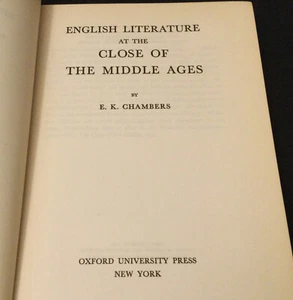 ENGLISH LITERATURE
AT THE
CLOSE OF
THE MIDDLE AGES
BY
E. K. CHAMBERS
OXFORD UNIVERSITY PRESS
NEW YORK